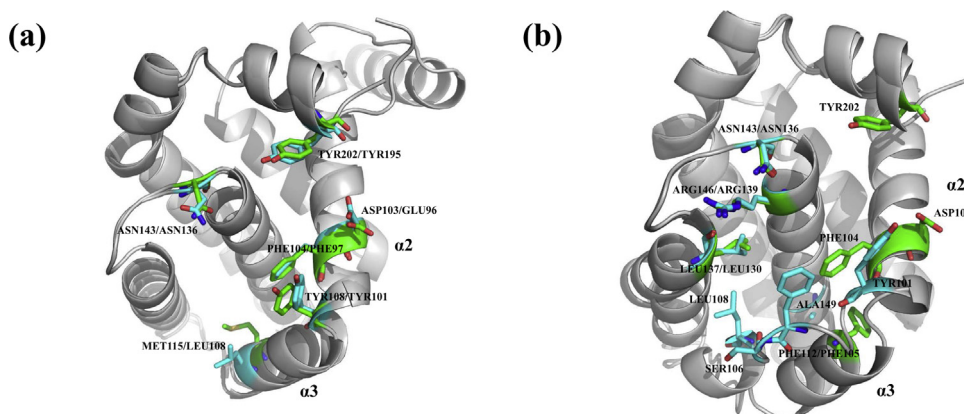 (a)
TYR202/TYR195
ASP103/GLU96
ASN143/ASN136
α2
PHE104/PHE97
TYR108/TYR101
MET115/LEU108
α3
(b)
TYR202
ASN143/ASN136
ARG146/ARG139
α2
ASP10
PHE104
LEU137/LEU130
TYR101
LEU108
ALA149
PHE112/PHE105
SER106
α3